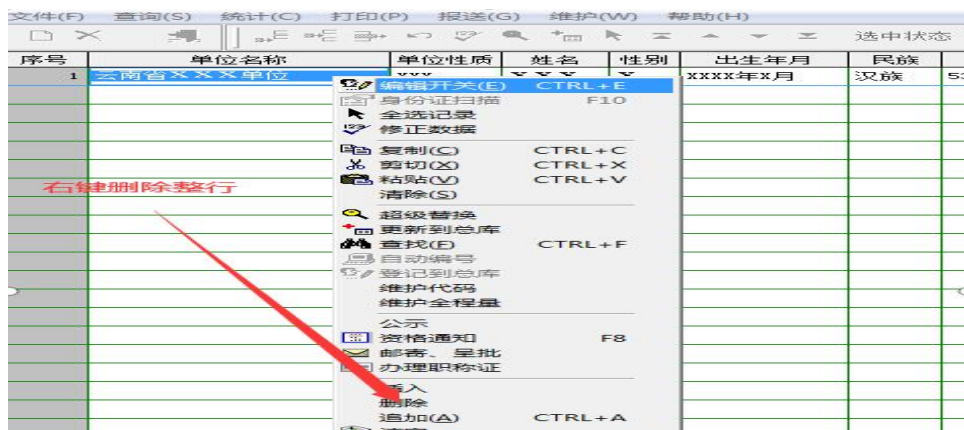 文件(F) 查询(S) 统计(C) 打印(P) 报送(G) 维护(W) 帮助(H)
选中状态
序号 单位名称 单位性质 姓名 性别 出生年月 民族
1 云南省XXX单位 XXXX年X月 汉族
编辑开关(E) CTRL+E
身份证扫描 F10
全选记录
修正数据
复制(C) CTRL+C
剪切(X) CTRL+X
粘贴(V) CTRL+V
右键删除整行
清除(S)
超级替换
更新到总库
查找(F) CTRL+F
自动编号
登记到总库
维护代码
维护全程量
公示
资格通知 F8
邮寄、呈批
办理职称证
插入
删除
追加(A) CTRL+A